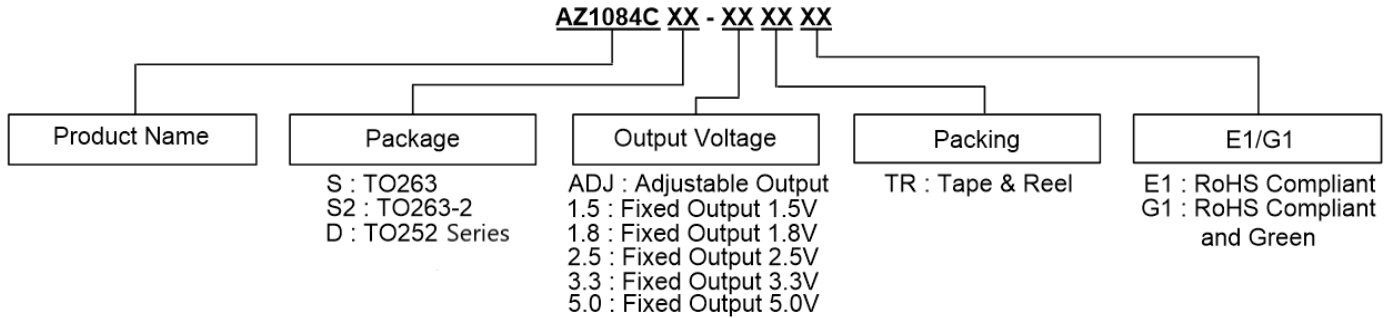 AZ1084C XX - XX XX XX
Product Name
Package
Output Voltage
Packing
E1/G1
S : TO263
S2 : TO263-2
D : TO252 Series
ADJ : Adjustable Output
1.5 : Fixed Output 1.5V
1.8 : Fixed Output 1.8V
2.5 : Fixed Output 2.5V
3.3 : Fixed Output 3.3V
5.0 : Fixed Output 5.0V
TR : Tape & Reel
E1 : RoHS Compliant
G1 : RoHS Compliant
and Green